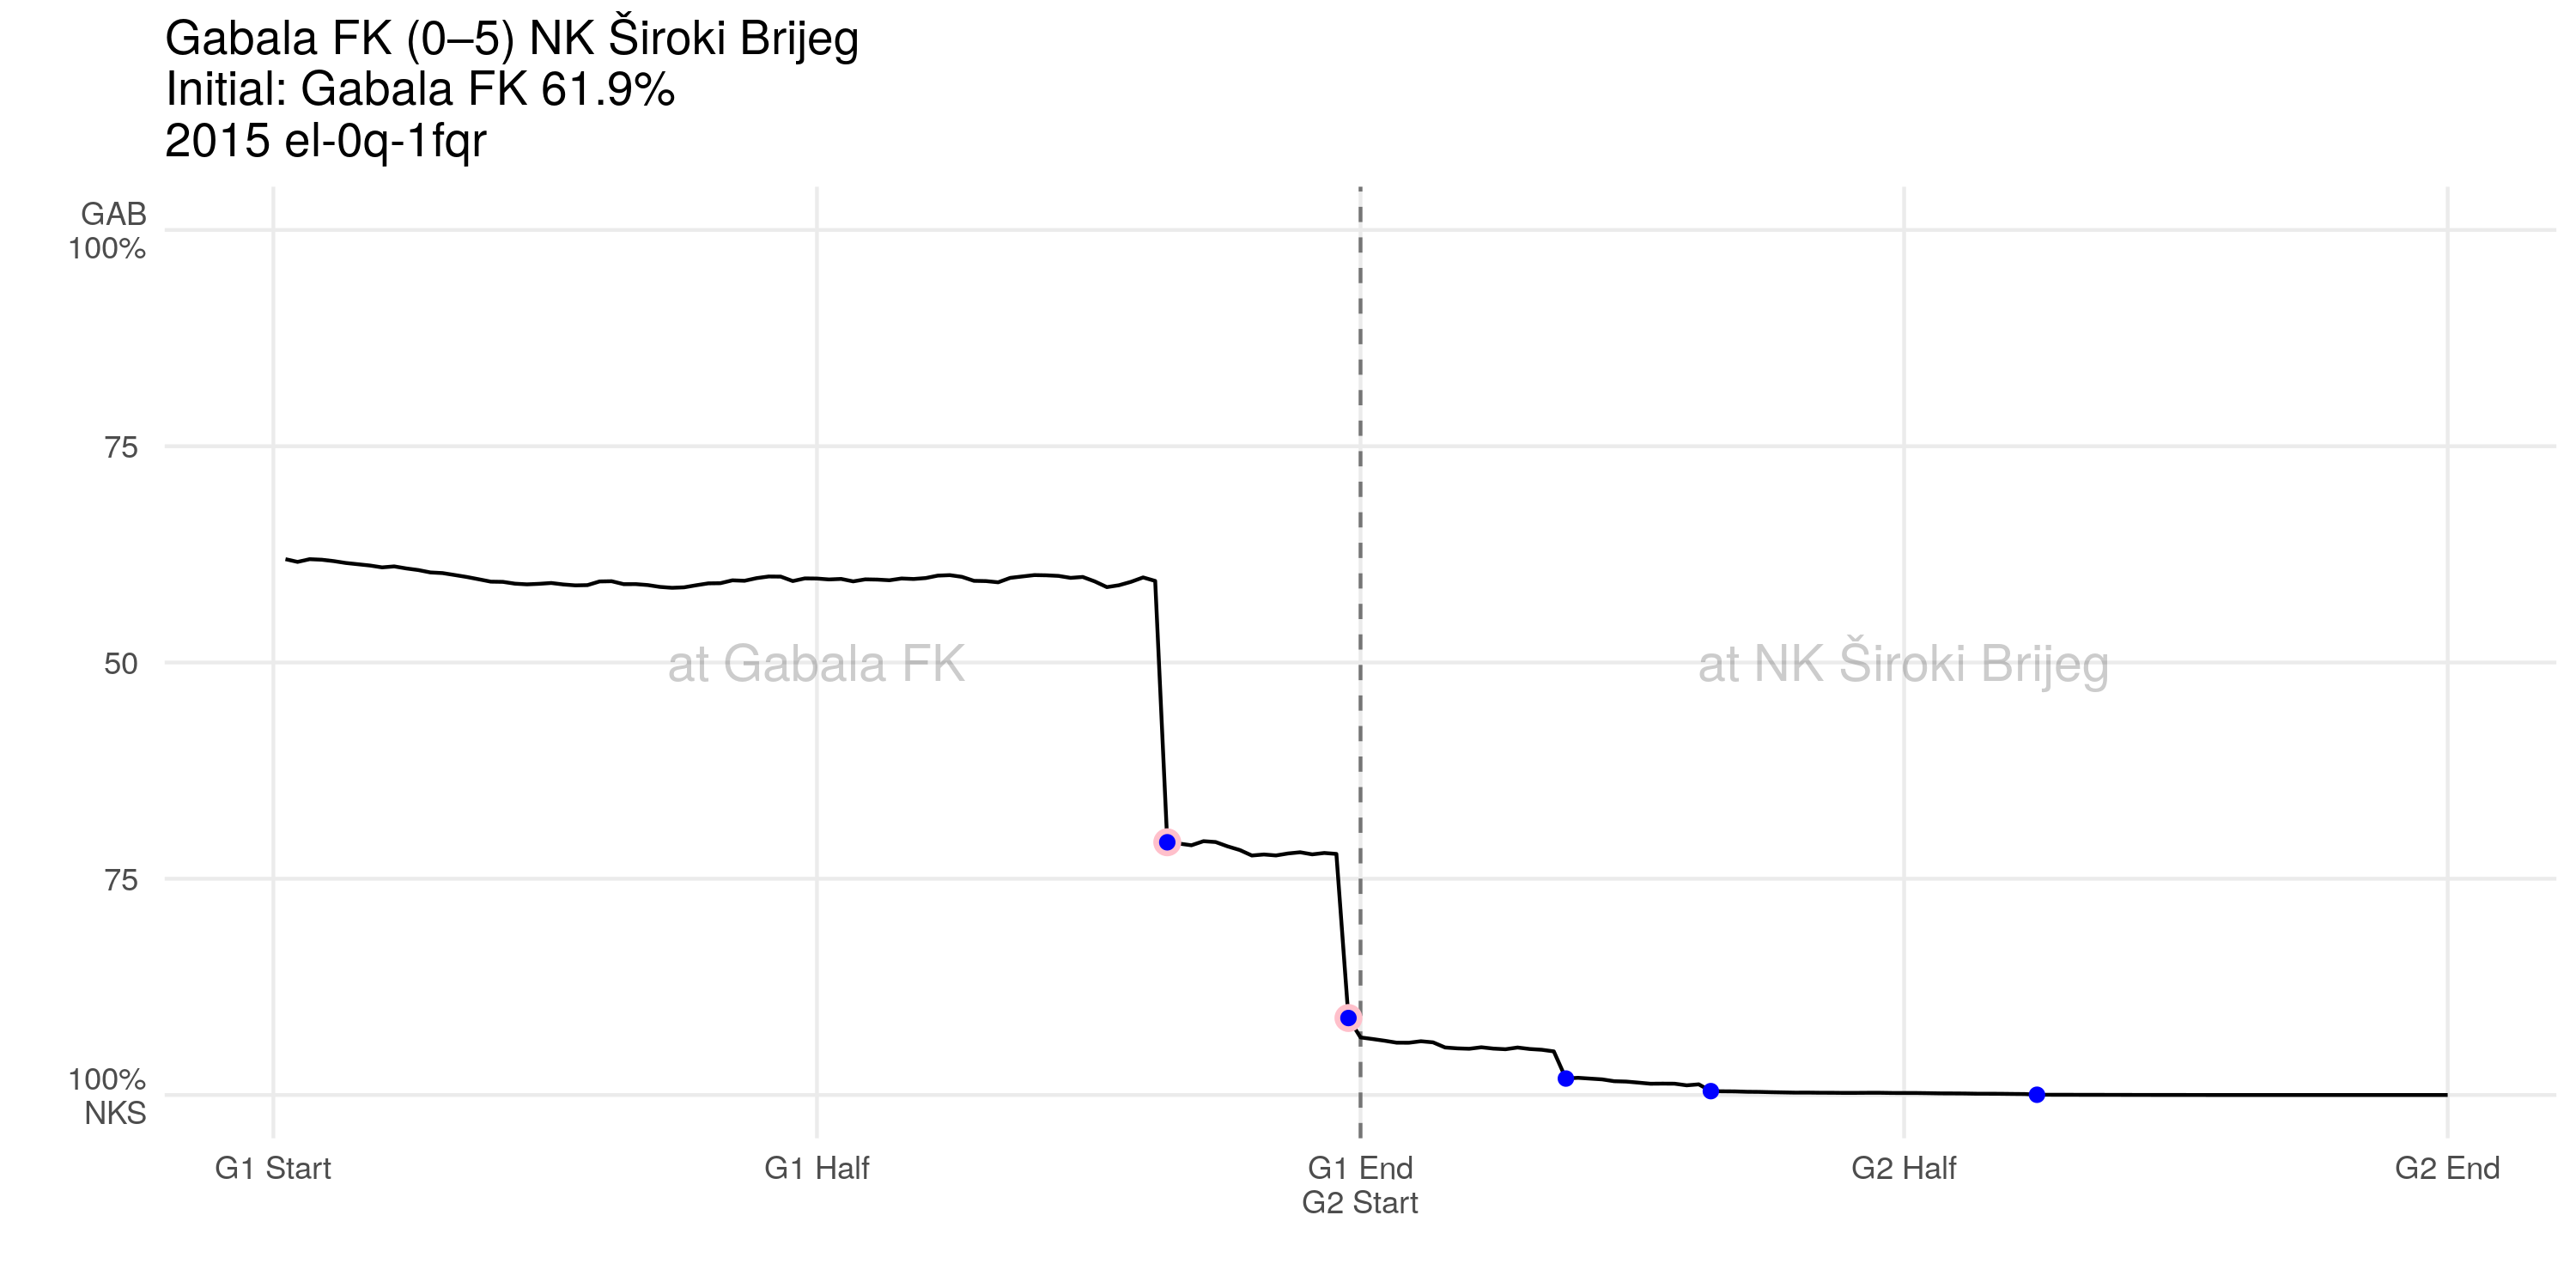 Gabala FK (0–5) NK Široki Brijeg
Initial: Gabala FK 61.9%
2015 el-0q-1fqr
GAB
100%
75
50
75
100%
NKS
at Gabala FK
at NK Široki Brijeg
G1 Start
G1 Half
G1 End
G2 Start
G2 Half
G2 End